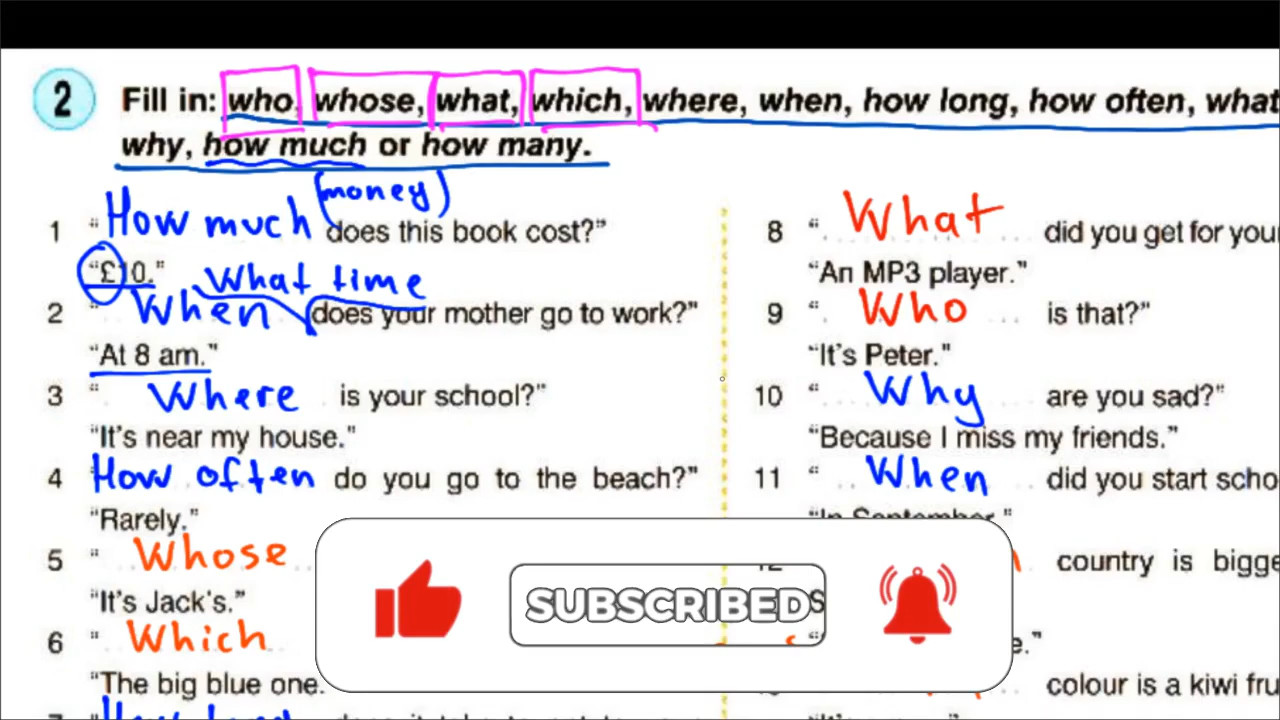 2 Fill in: who, whose, what, which, where, when, how long, how often, what
why, how much or how many.
(money)
1 "How much does this book cost?"
"£10."
What time
2 "When does your mother go to work?"
"At 8 am."
3 "Where is your school?"
"It's near my house."
4 How often do you go to the beach?"
"Rarely."
5 "Whose
"It's Jack's."
6 "Which
"The big blue one.
8 "What did you get for your
"An MP3 player."
9 "Who is that?"
"It's Peter."
10 "Why are you sad?"
"Because I miss my friends."
11 "When did you start scho
"In September."
country is bigge
colour is a kiwi fru
SUBSCRIBED